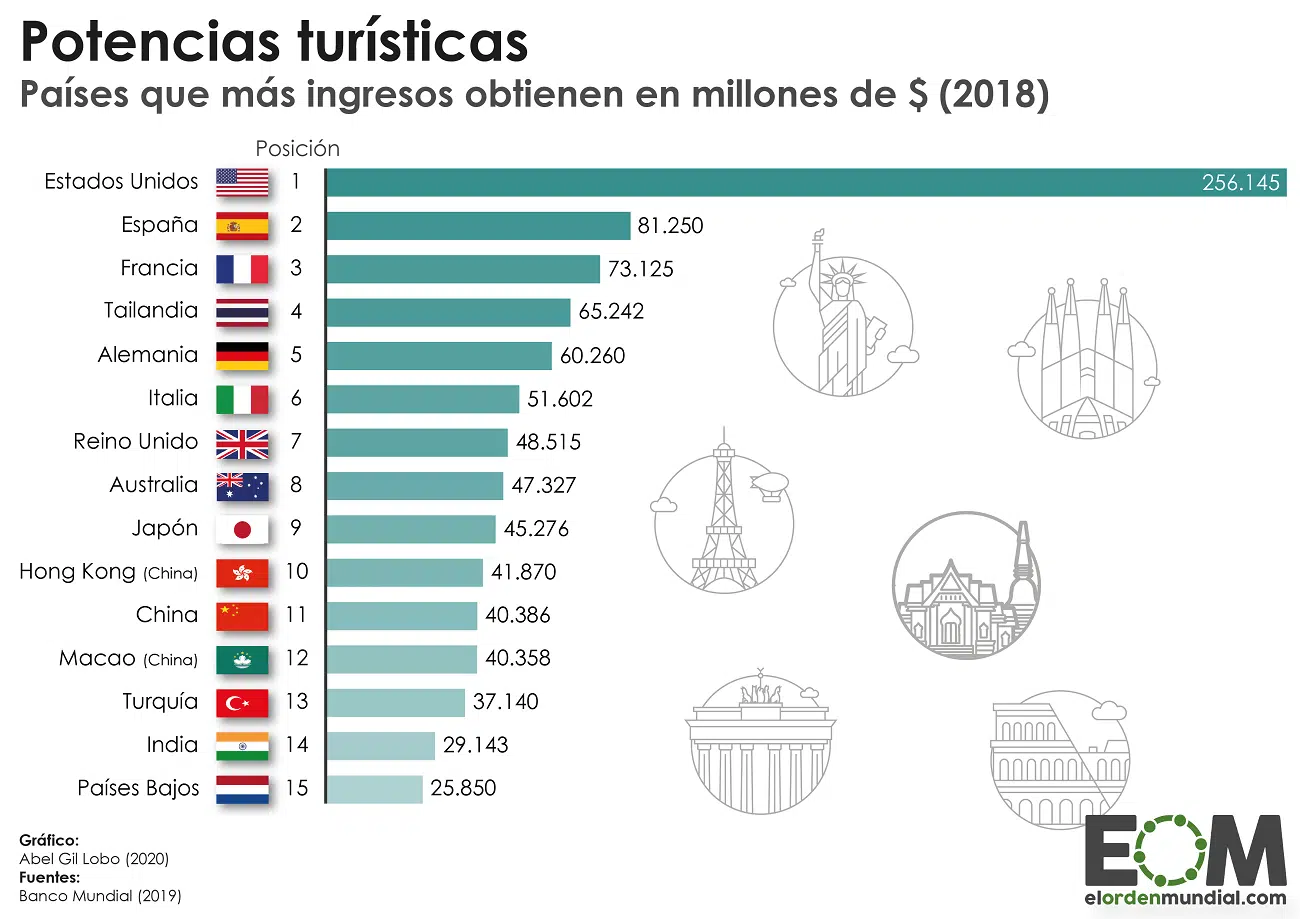 Potencias turísticas
Países que más ingresos obtienen en millones de $ (2018)
Posición
Estados Unidos 1 256.145
España 2 81.250
Francia 3 73.125
Tailandia 4 65.242
Alemania 5 60.260
Italia 6 51.602
Reino Unido 7 48.515
Australia 8 47.327
Japón 9 45.276
Hong Kong (China) 10 41.870
China 11 40.386
Macao (China) 12 40.358
Turquía 13 37.140
India 14 29.143
Países Bajos 15 25.850
Gráfico:
Abel Gil Lobo (2020)
Fuentes:
Banco Mundial (2019)
EOM
elordenmundial.com